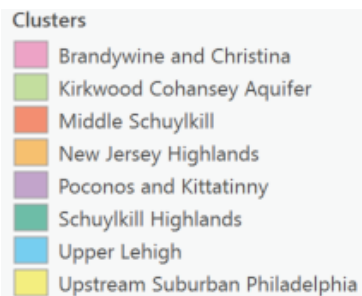 Clusters
Brandywine and Christina
Kirkwood Cohansey Aquifer
Middle Schuylkill
New Jersey Highlands
Poconos and Kittatinny
Schuylkill Highlands
Upper Lehigh
Upstream Suburban Philadelphia